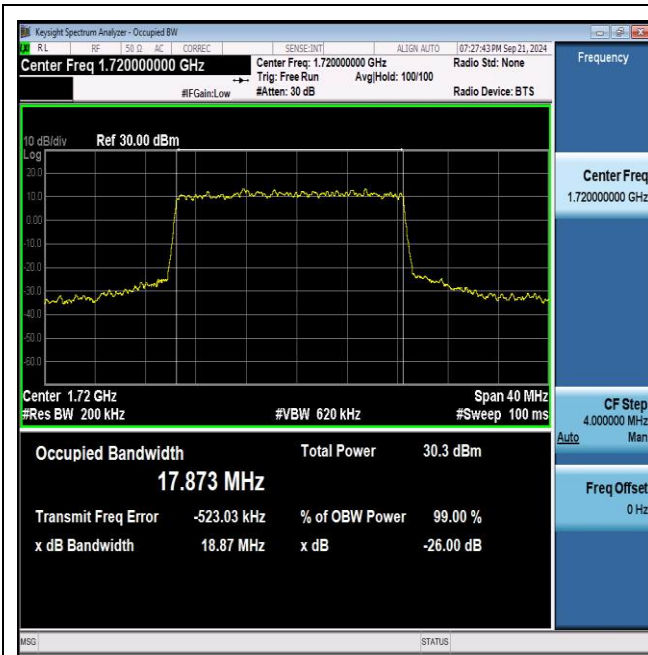 Keysight Spectrum Analyzer - Occupied BW
RL RF 50 Ω AC CORREC SENSE:INT ALIGN AUTO 07:27:43 PM Sep 21, 2024
Center Freq 1.720000000 GHz Center Freq: 1.720000000 GHz Radio Std: None
Trig: Free Run Avg|Hold: 100/100
#IFGain:Low #Atten: 30 dB Radio Device: BTS
Frequency
10 dB/div Ref 30.00 dBm
Log
20.0
10.0
0.00
-10.0
-20.0
-30.0
-40.0
-50.0
-60.0
Center 1.72 GHz Span 40 MHz
#Res BW 200 kHz #VBW 620 kHz #Sweep 100 ms
Center Freq
1.720000000 GHz
CF Step
4.000000 MHz
Auto Man
Freq Offset
0 Hz
Occupied Bandwidth Total Power 30.3 dBm
17.873 MHz
Transmit Freq Error -523.03 kHz % of OBW Power 99.00 %
x dB Bandwidth 18.87 MHz x dB -26.00 dB
MSG STATUS